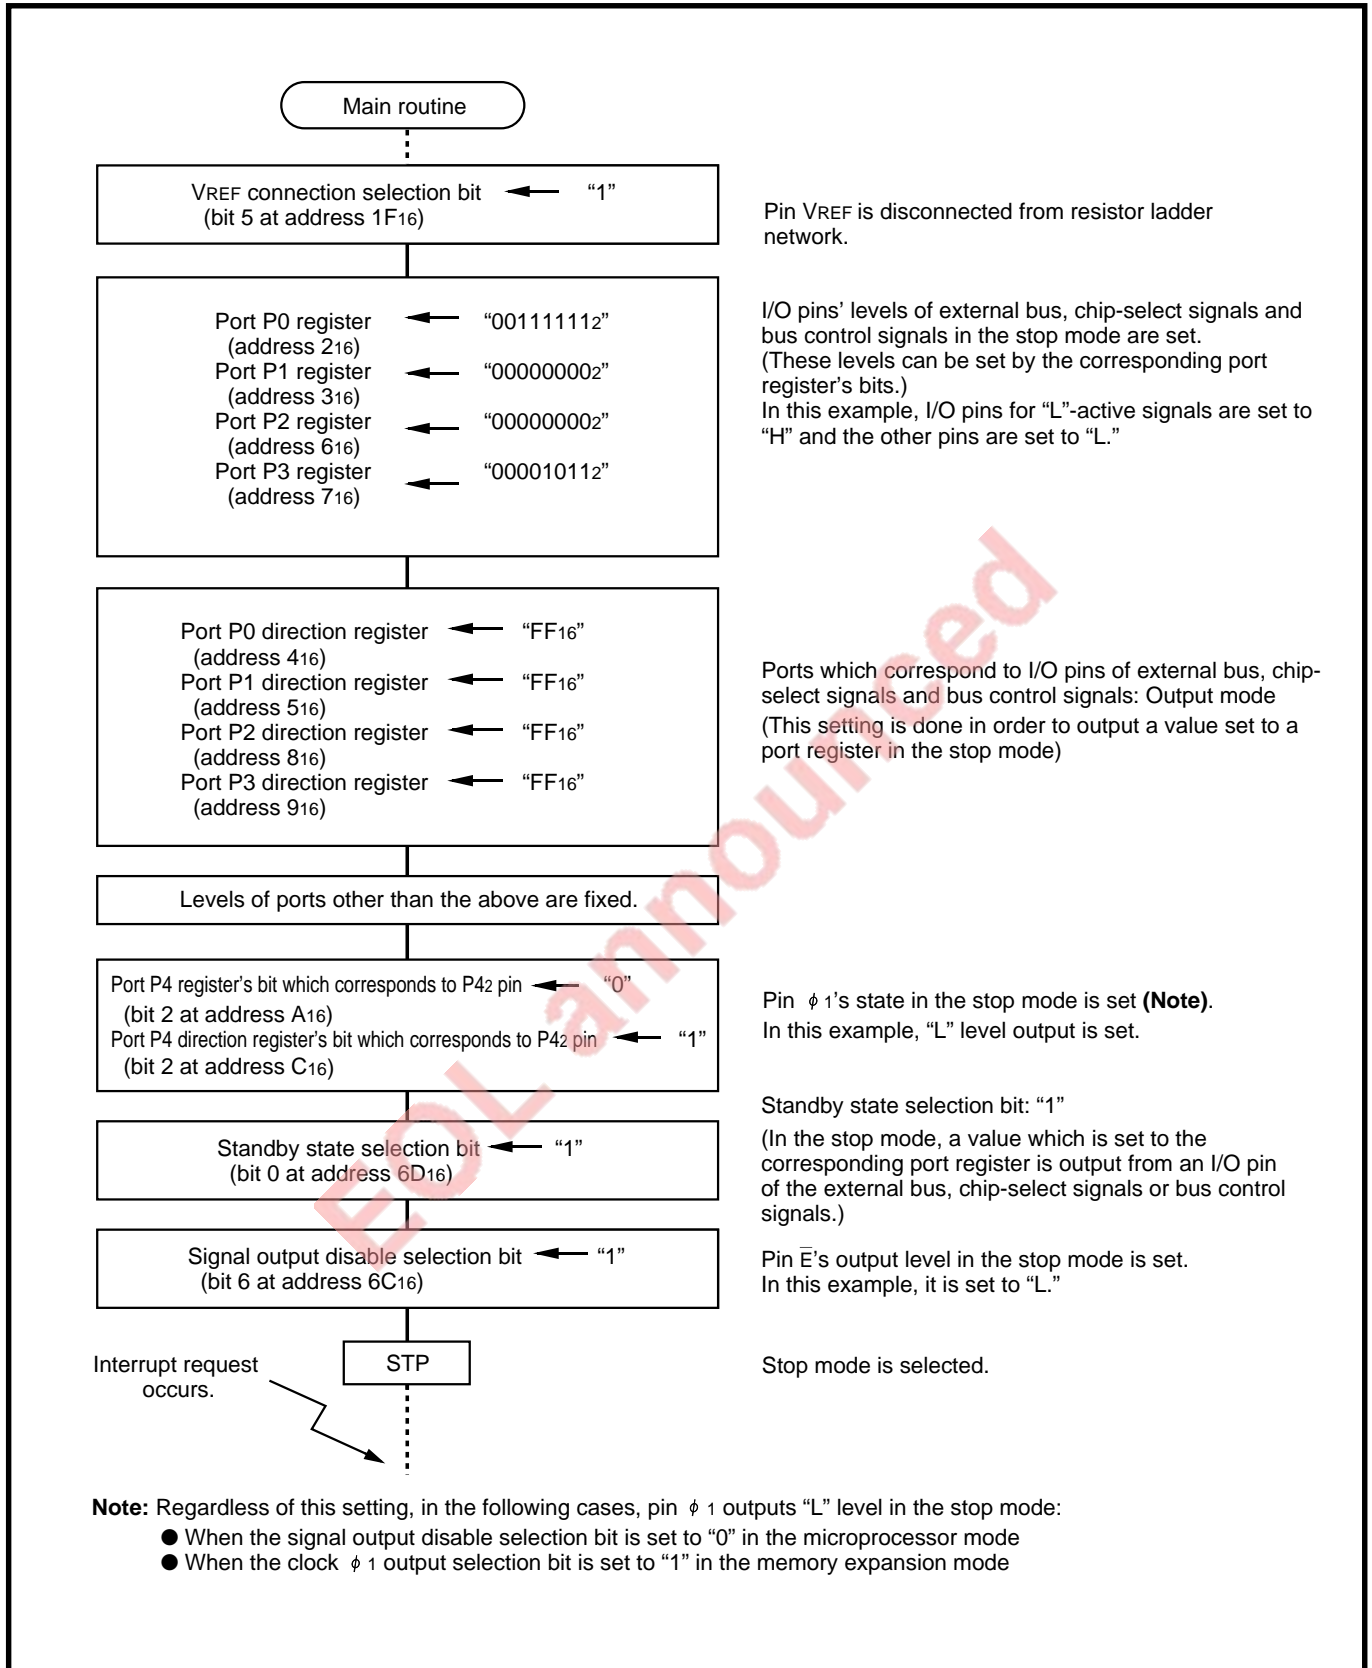 Main routine
VREF connection selection bit “1”
(bit 5 at address 1F16)
Pin VREF is disconnected from resistor ladder
network.
Port P0 register “001111112”
(address 216)
Port P1 register “000000002”
(address 316)
Port P2 register “000000002”
(address 616)
Port P3 register “000010112”
(address 716)
I/O pins’ levels of external bus, chip-select signals and
bus control signals in the stop mode are set.
(These levels can be set by the corresponding port
register’s bits.)
In this example, I/O pins for “L”-active signals are set to
“H” and the other pins are set to “L.”
Port P0 direction register “FF16”
(address 416)
Port P1 direction register “FF16”
(address 516)
Port P2 direction register “FF16”
(address 816)
Port P3 direction register “FF16”
(address 916)
Ports which correspond to I/O pins of external bus, chip-
select signals and bus control signals: Output mode
(This setting is done in order to output a value set to a
port register in the stop mode)
Levels of ports other than the above are fixed.
Port P4 register’s bit which corresponds to P42 pin “0”
(bit 2 at address A16)
Port P4 direction register’s bit which corresponds to P42 pin “1”
(bit 2 at address C16)
Pin ϕ 1’s state in the stop mode is set (Note).
In this example, “L” level output is set.
Standby state selection bit “1”
(bit 0 at address 6D16)
Standby state selection bit: “1”
(In the stop mode, a value which is set to the
corresponding port register is output from an I/O pin
of the external bus, chip-select signals or bus control
signals.)
Signal output disable selection bit “1”
(bit 6 at address 6C16)
Pin E̅’s output level in the stop mode is set.
In this example, it is set to “L.”
STP
Stop mode is selected.
Interrupt request
occurs.
Note: Regardless of this setting, in the following cases, pin ϕ 1 outputs “L” level in the stop mode:
● When the signal output disable selection bit is set to “0” in the microprocessor mode
● When the clock ϕ 1 output selection bit is set to “1” in the memory expansion mode
EOL announced